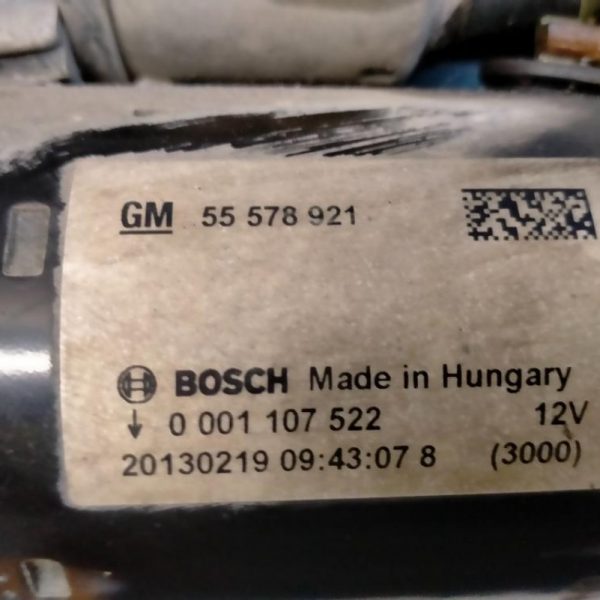 GM 55 578 921
BOSCH Made in Hungary
↓ 0 001 107 522 12V
20130219 09:43:07 8 (3000)